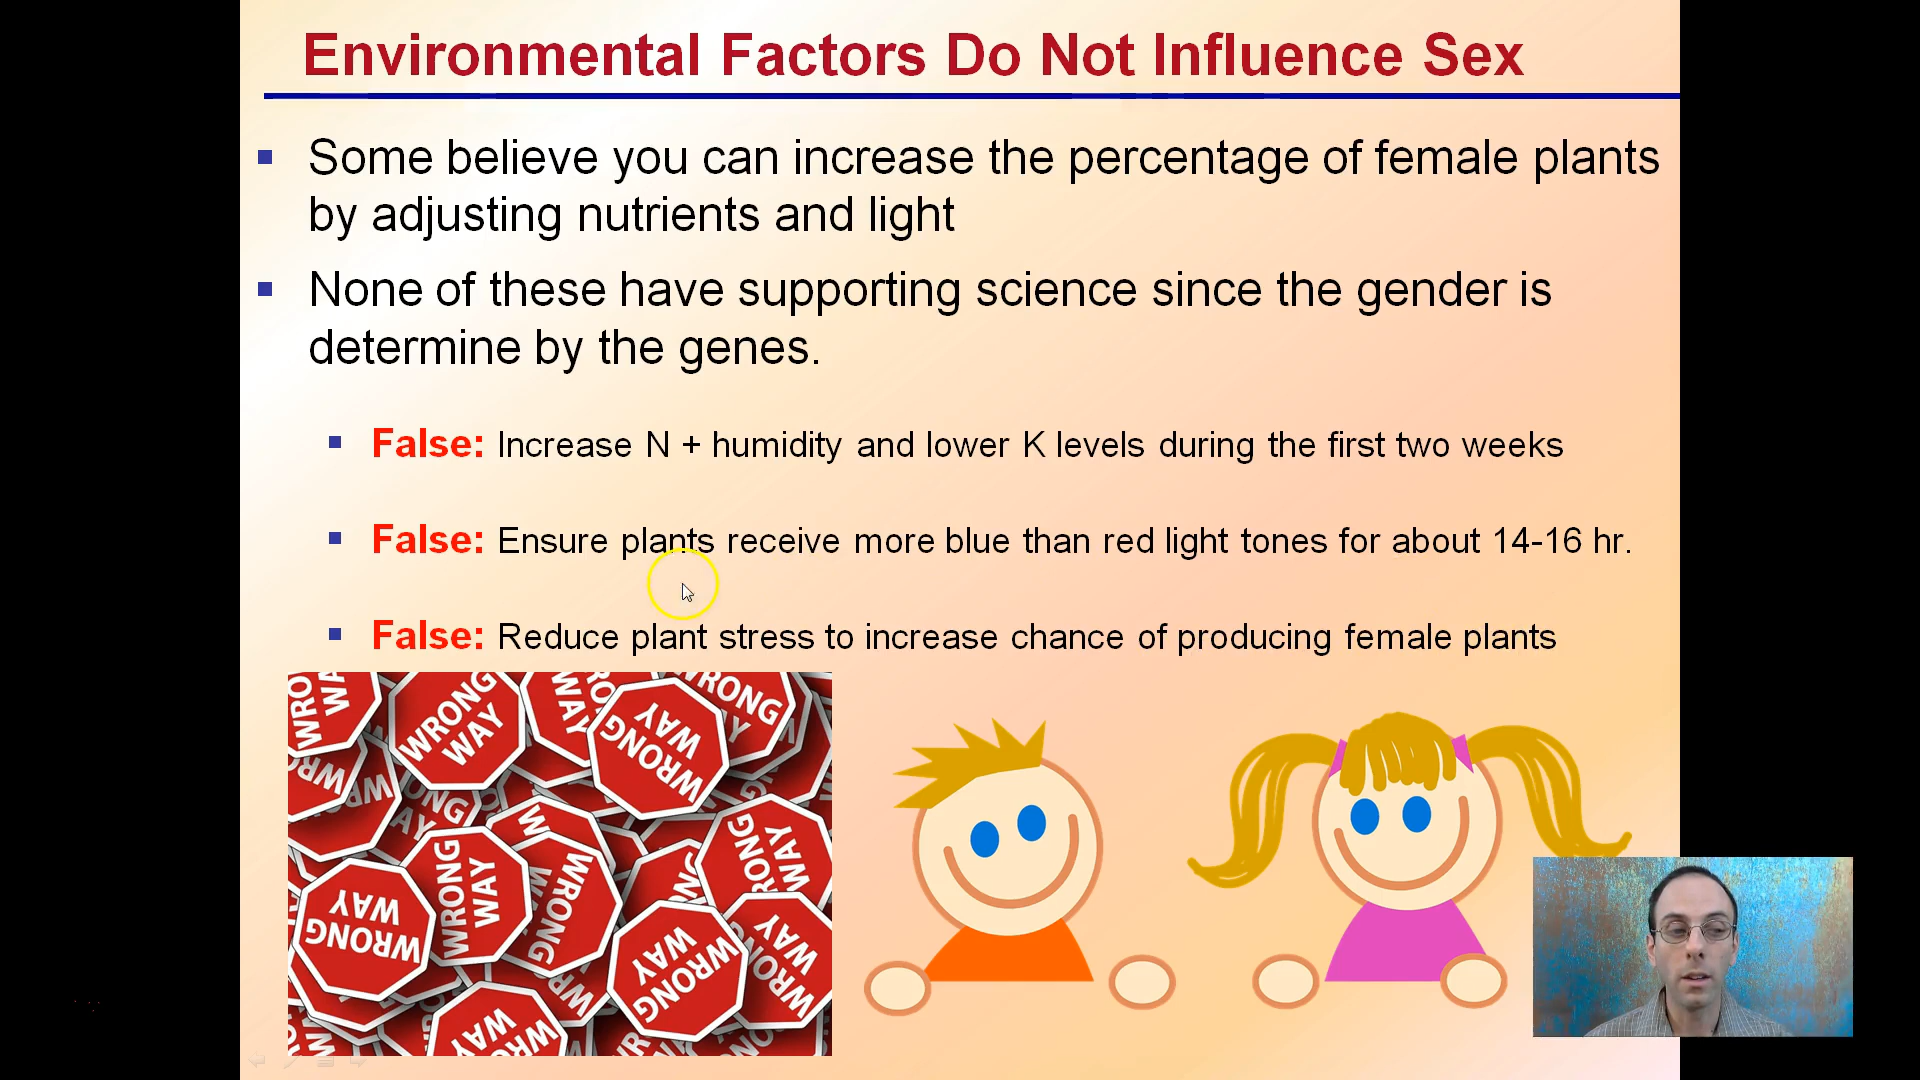 Environmental Factors Do Not Influence Sex
Some believe you can increase the percentage of female plants
by adjusting nutrients and light
None of these have supporting science since the gender is
determine by the genes.
False: Increase N + humidity and lower K levels during the first two weeks
False: Ensure plants receive more blue than red light tones for about 14-16 hr.
False: Reduce plant stress to increase chance of producing female plants
WRONG
WAY
WRONG
WAY
WRONG
WAY
WRONG
WAY
WRONG
WAY
WRONG
WAY